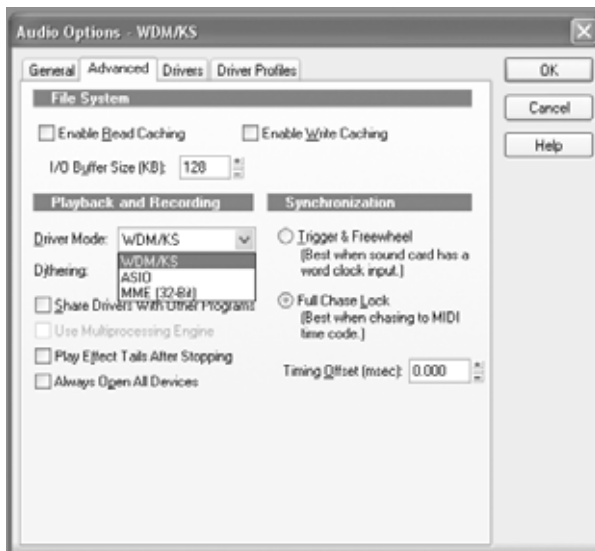 Audio Options - WDM/KS
General Advanced Drivers Driver Profiles
OK
Cancel
Help
File System
Enable Read Caching
Enable Write Caching
I/O Buffer Size (KB): 128
Playback and Recording
Driver Mode: WDM/KS
WDM/KS
ASIO
MME (32-Bit)
Dithering:
Share Drivers With Other Programs
Use Multiprocessing Engine
Play Effect Tails After Stopping
Always Open All Devices
Synchronization
Trigger & Freewheel
(Best when sound card has a
word clock input.)
Full Chase Lock
(Best when chasing to MIDI
time code.)
Timing Offset (msec): 0.000